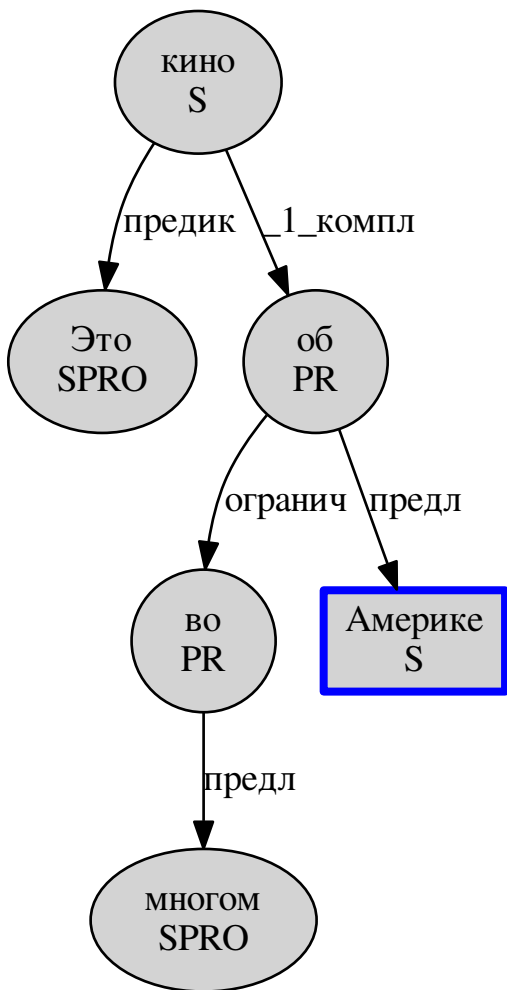 кино
S
предик
_1_компл
Это
SPRO
об
PR
огранич
предл
во
PR
Америке
S
предл
многом
SPRO